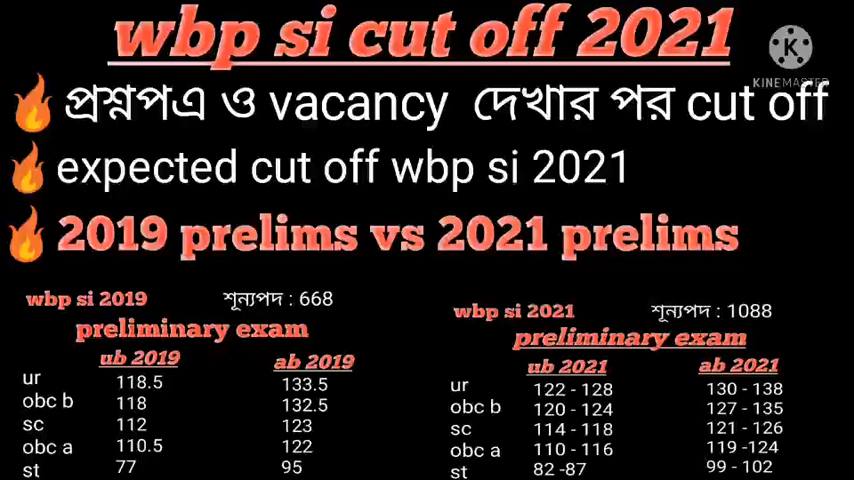 wbp si cut off 2021
K
KINEMASTER
প্রশ্নপএ ও vacancy দেখার পর cut off
expected cut off wbp si 2021
2019 prelims vs 2021 prelims
wbp si 2019 শূন্যপদ : 668
preliminary exam
ub 2019 ab 2019
ur 118.5 133.5
obc b 118 132.5
sc 112 123
obc a 110.5 122
st 77 95
wbp si 2021 শূন্যপদ : 1088
preliminary exam
ub 2021 ab 2021
ur 122 - 128 130 - 138
obc b 120 - 124 127 - 135
sc 114 - 118 121 - 126
obc a 110 - 116 119 -124
st 82 -87 99 - 102